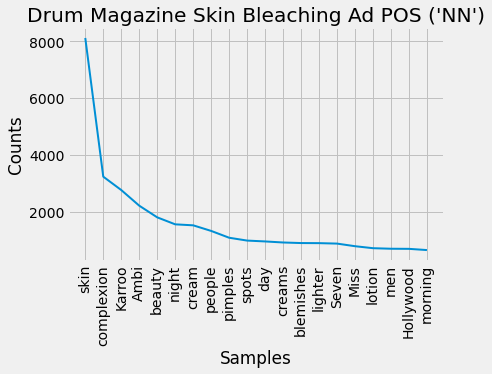 Drum Magazine Skin Bleaching Ad POS ('NN')
8000
6000
4000
2000
Counts
skin
complexion
Karroo
Ambi
beauty
night
cream
people
pimples
spots
day
creams
blemishes
lighter
Seven
Miss
lotion
men
Hollywood
morning
Samples